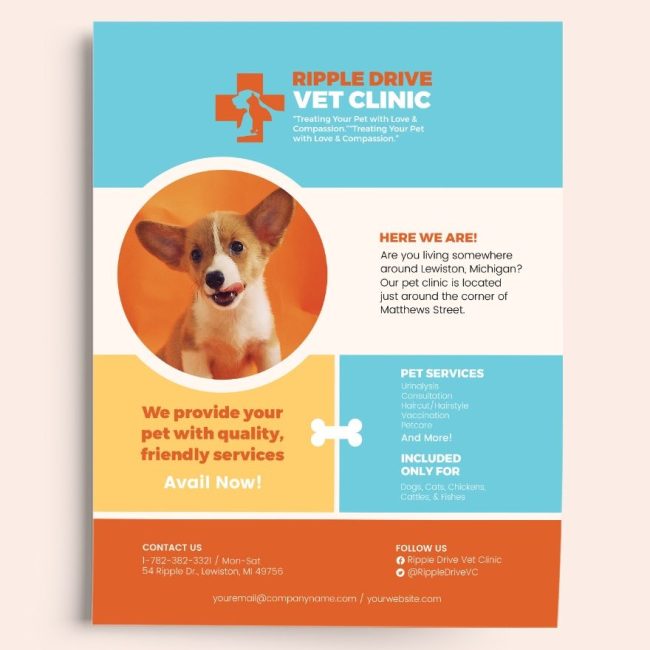 RIPPLE DRIVE
VET CLINIC
"Treating Your Pet with Love &
Compassion.""Treating Your Pet
with Love & Compassion."
HERE WE ARE!
Are you living somewhere
around Lewiston, Michigan?
Our pet clinic is located
just around the corner of
Matthews Street.
We provide your
pet with quality,
friendly services
Avail Now!
PET SERVICES
Urinalysis
Consultation
Haircut/Hairstyle
Vaccination
Petcare
And More!
INCLUDED
ONLY FOR
Dogs, Cats, Chickens,
Cattles, & Fishes
CONTACT US
1-782-382-3321 / Mon-Sat
54 Ripple Dr., Lewiston, MI 49756
FOLLOW US
Ripple Drive Vet Clinic
@RippleDriveVC
youremail@companyname.com / yourwebsite.com